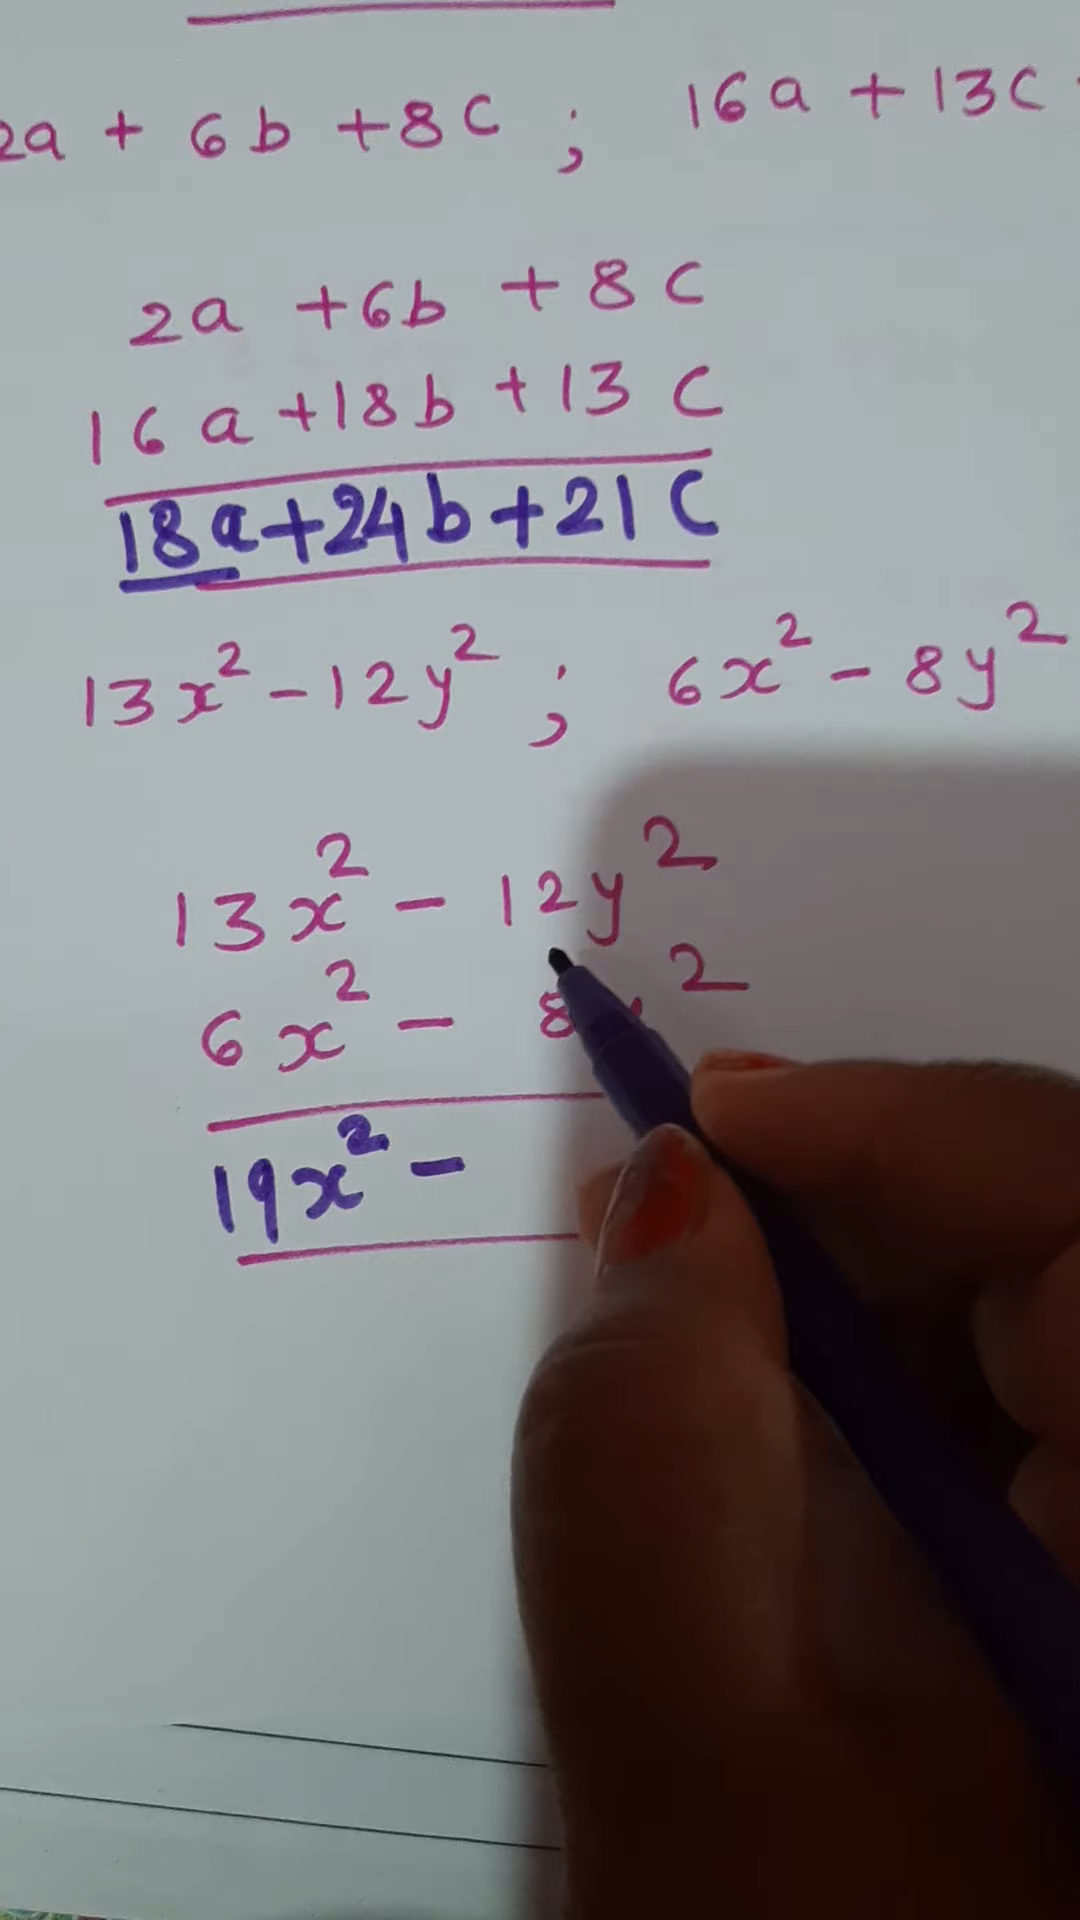 2a + 6b + 8c ; 16a + 13c
2a + 6b + 8c
16a + 18b + 13c
18a + 24b + 21c
13x² - 12y² ; 6x² - 8y²
13x² - 12y²
6x² - 8y²
19x² -